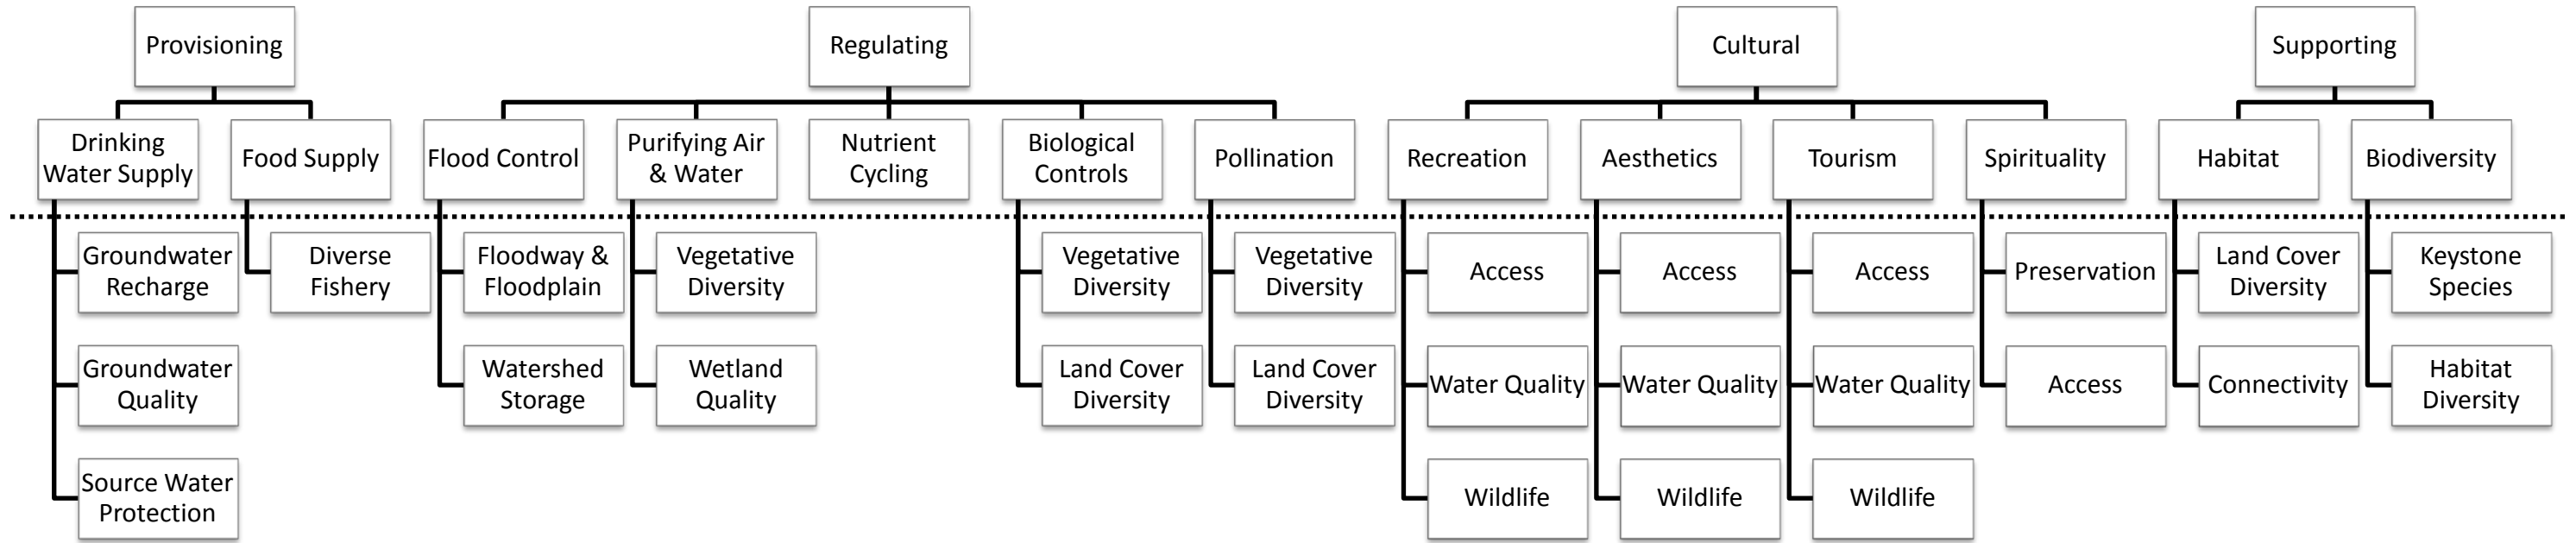 Provisioning
Regulating
Cultural
Supporting
Drinking
Water Supply
Food Supply
Flood Control
Purifying Air
& Water
Nutrient
Cycling
Biological
Controls
Pollination
Recreation
Aesthetics
Tourism
Spirituality
Habitat
Biodiversity
Groundwater
Recharge
Diverse
Fishery
Floodway &
Floodplain
Vegetative
Diversity
Vegetative
Diversity
Vegetative
Diversity
Access
Access
Access
Preservation
Land Cover
Diversity
Keystone
Species
Groundwater
Quality
Watershed
Storage
Wetland
Quality
Land Cover
Diversity
Land Cover
Diversity
Water Quality
Water Quality
Water Quality
Access
Connectivity
Habitat
Diversity
Source Water
Protection
Wildlife
Wildlife
Wildlife